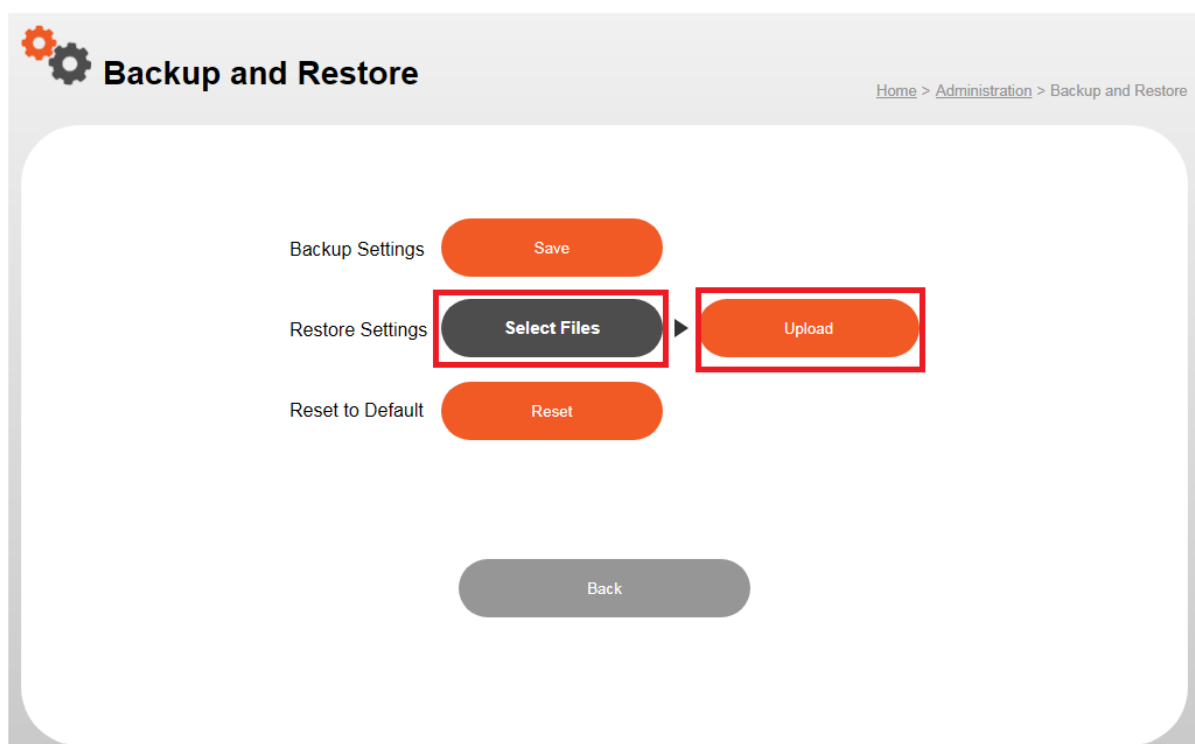 Backup and Restore
Home > Administration > Backup and Restore
Backup Settings Save
Restore Settings Select Files Upload
Reset to Default Reset
Back